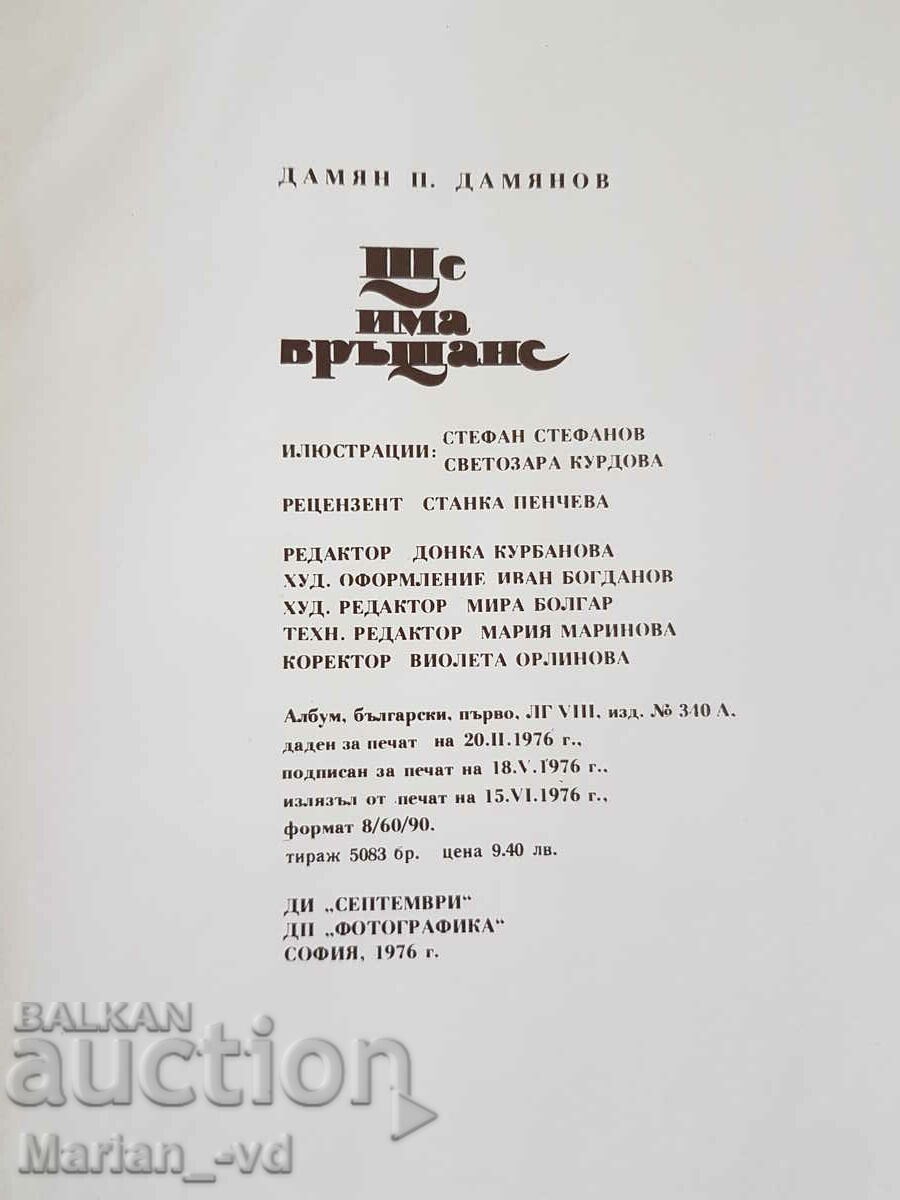 ДАМЯН П. ДАМЯНОВ
Ще
има
връщане
ИЛЮСТРАЦИИ: СТЕФАН СТЕФАНОВ
СВЕТОЗАРА КУРДОВА
РЕЦЕНЗЕНТ СТАНКА ПЕНЧЕВА
РЕДАКТОР ДОНКА КУРБАНОВА
ХУД. ОФОРМЛЕНИЕ ИВАН БОГДАНОВ
ХУД. РЕДАКТОР МИРА БОЛГАР
ТЕХН. РЕДАКТОР МАРИЯ МАРИНОВА
КОРЕКТОР ВИОЛЕТА ОРЛИНОВА
Албум, български, първо, ЛГ VIII, изд. № 340 А.
даден за печат на 20.II.1976 г.,
подписан за печат на 18.V.1976 г.,
излязъл от печат на 15.VI.1976 г.,
формат 8/60/90.
тираж 5083 бр. цена 9.40 лв.
ДИ „СЕПТЕМВРИ"
ДП „ФОТОГРАФИКА"
СОФИЯ, 1976 г.
BALKAN
auction
Marian_-vd